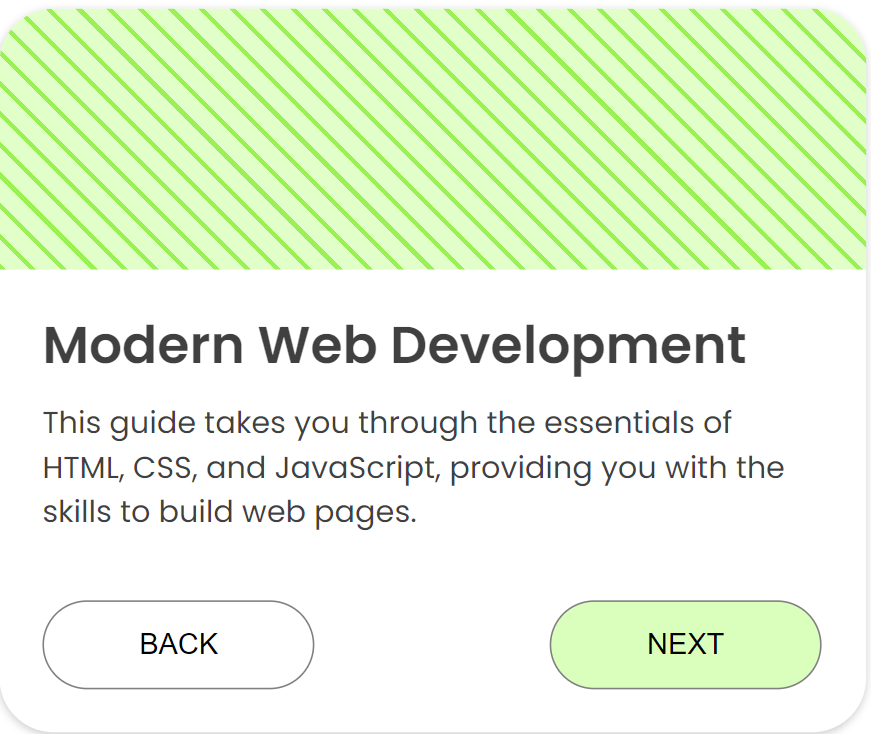 Modern Web Development
This guide takes you through the essentials of
HTML, CSS, and JavaScript, providing you with the
skills to build web pages.
BACK
NEXT